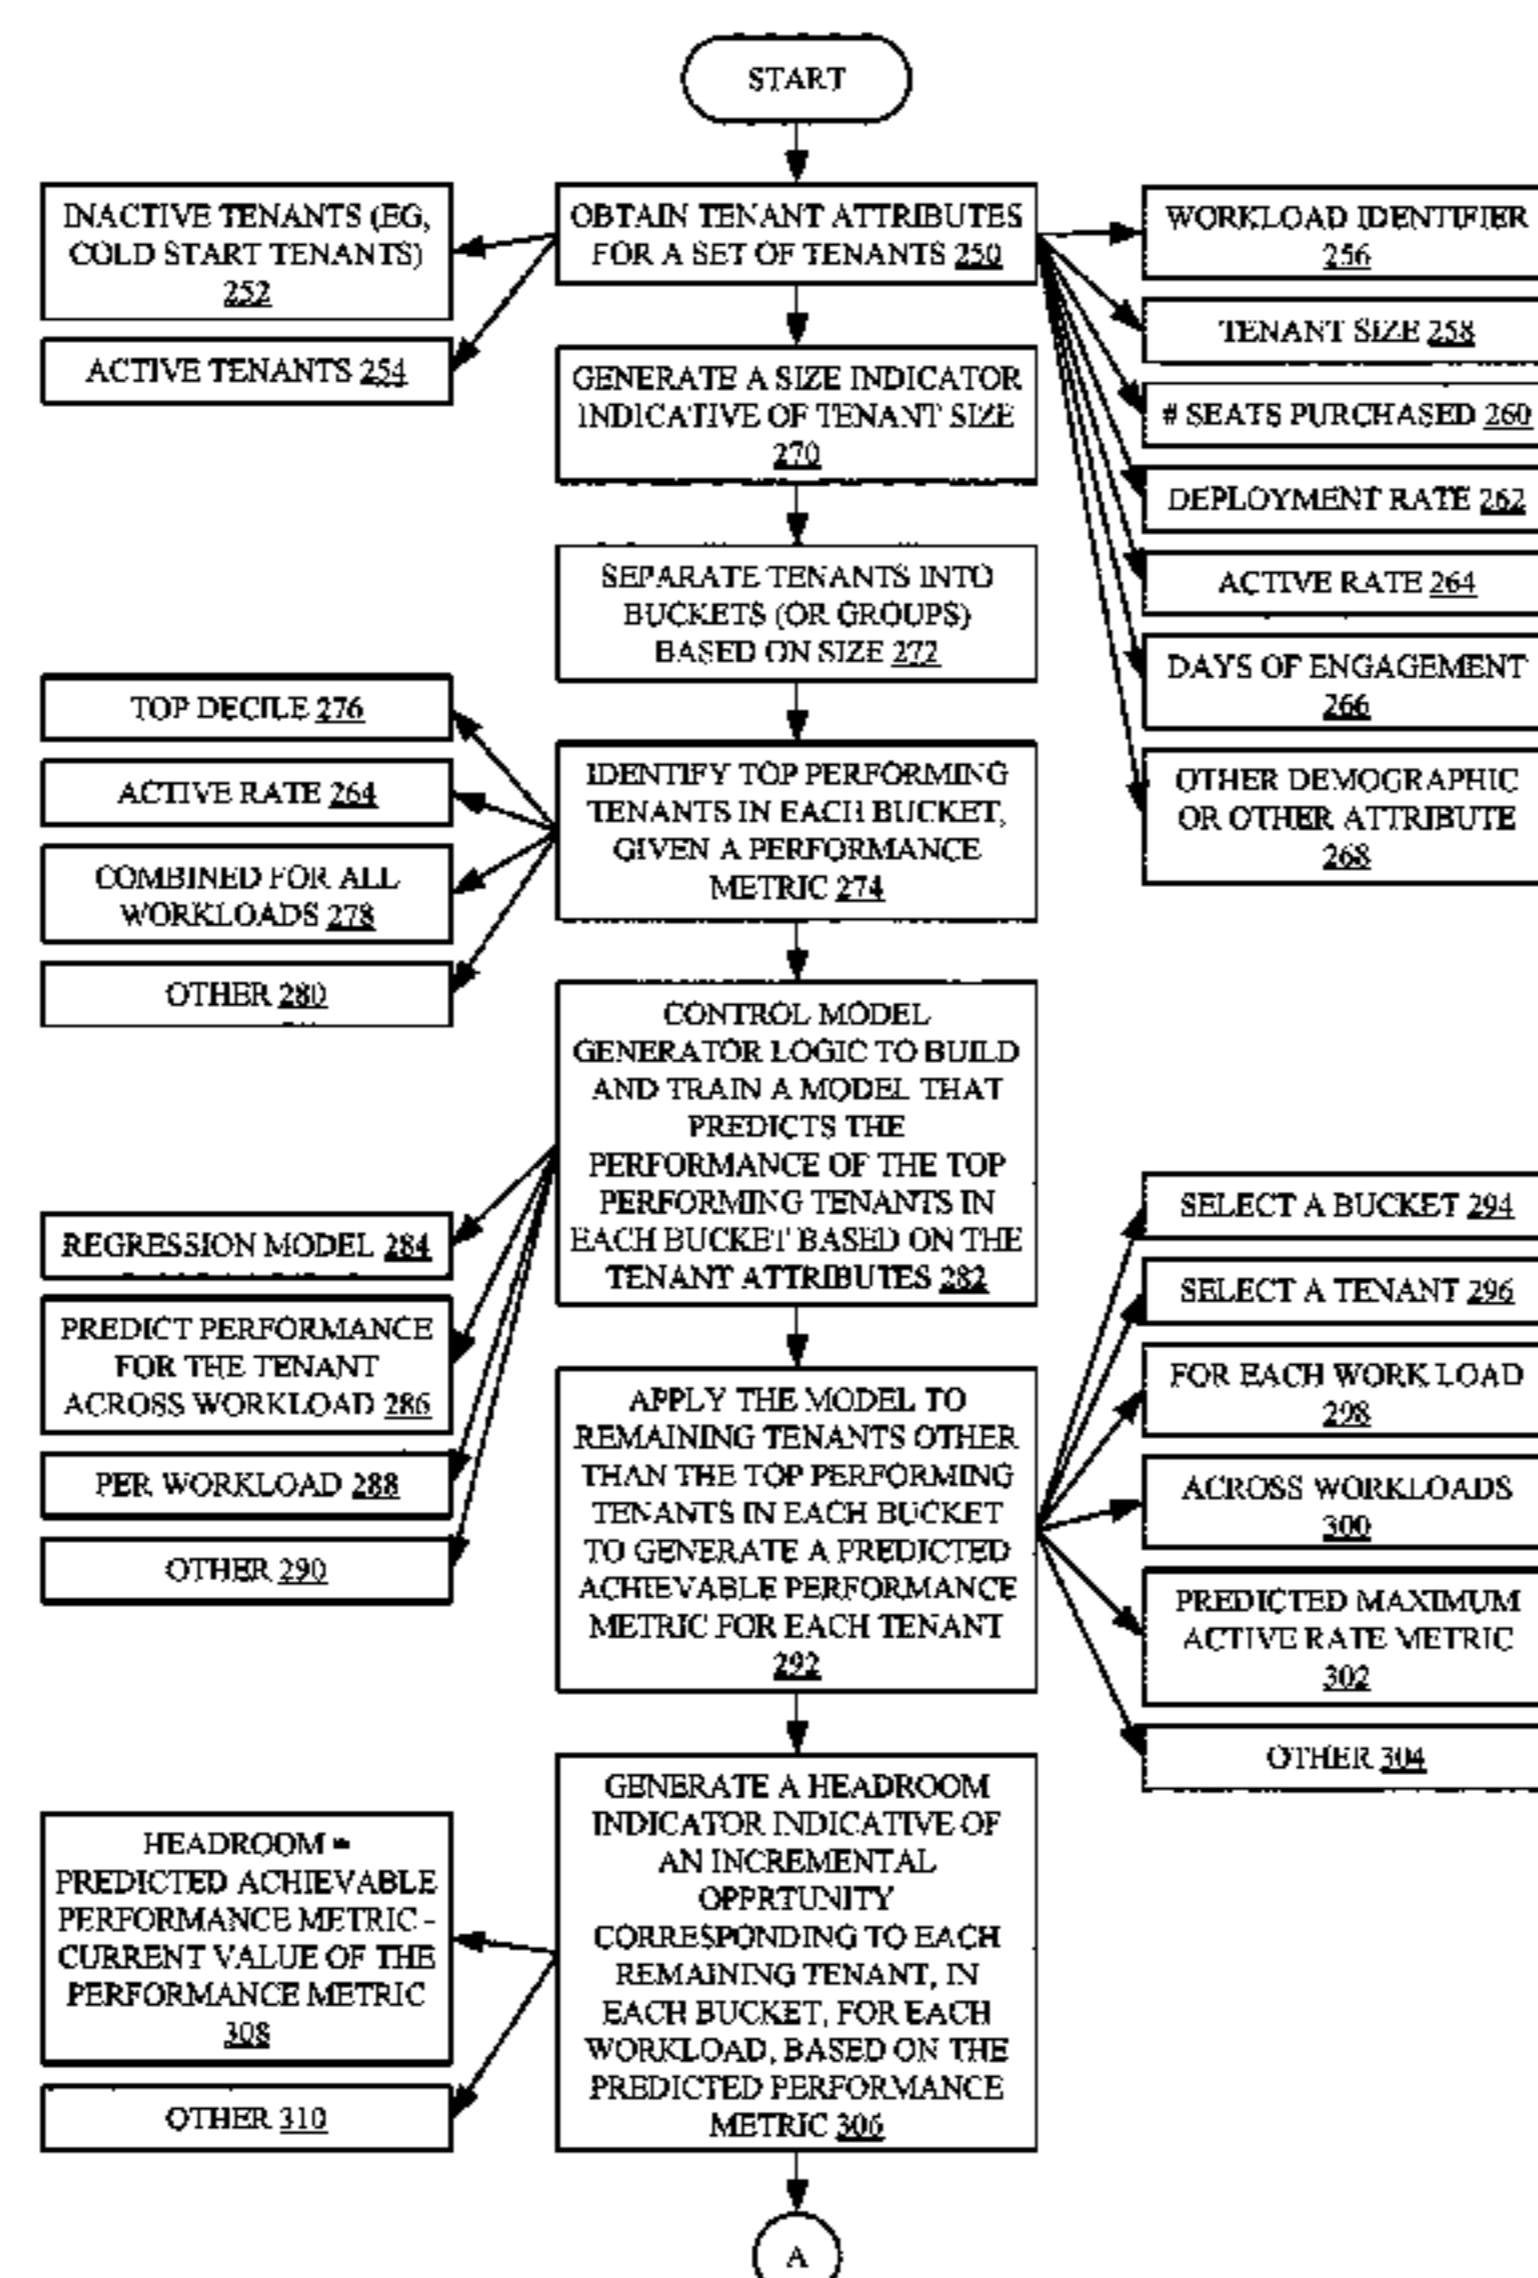 START
OBTAIN TENANT ATTRIBUTES
FOR A SET OF TENANTS 250
INACTIVE TENANTS (EG,
COLD START TENANTS)
252
ACTIVE TENANTS 254
WORKLOAD IDENTIFIER
256
TENANT SIZE 258
# SEATS PURCHASED 260
DEPLOYMENT RATE 262
ACTIVE RATE 264
DAYS OF ENGAGEMENT
266
OTHER DEMOGRAPHIC
OR OTHER ATTRIBUTE
268
GENERATE A SIZE INDICATOR
INDICATIVE OF TENANT SIZE
270
SEPARATE TENANTS INTO
BUCKETS (OR GROUPS)
BASED ON SIZE 272
IDENTIFY TOP PERFORMING
TENANTS IN EACH BUCKET,
GIVEN A PERFORMANCE
METRIC 274
TOP DECILE 276
ACTIVE RATE 264
COMBINED FOR ALL
WORKLOADS 278
OTHER 280
CONTROL MODEL
GENERATOR LOGIC TO BUILD
AND TRAIN A MODEL THAT
PREDICTS THE
PERFORMANCE OF THE TOP
PERFORMING TENANTS IN
EACH BUCKET BASED ON THE
TENANT ATTRIBUTES 282
REGRESSION MODEL 284
PREDICT PERFORMANCE
FOR THE TENANT
ACROSS WORKLOAD 286
PER WORKLOAD 288
OTHER 290
APPLY THE MODEL TO
REMAINING TENANTS OTHER
THAN THE TOP PERFORMING
TENANTS IN EACH BUCKET
TO GENERATE A PREDICTED
ACHIEVABLE PERFORMANCE
METRIC FOR EACH TENANT
292
SELECT A BUCKET 294
SELECT A TENANT 296
FOR EACH WORK LOAD
298
ACROSS WORKLOADS
300
PREDICTED MAXIMUM
ACTIVE RATE METRIC
302
OTHER 304
GENERATE A HEADROOM
INDICATOR INDICATIVE OF
AN INCREMENTAL
OPPRTUNITY
CORRESPONDING TO EACH
REMAINING TENANT, IN
EACH BUCKET, FOR EACH
WORKLOAD, BASED ON THE
PREDICTED PERFORMANCE
METRIC 306
HEADROOM =
PREDICTED ACHIEVABLE
PERFORMANCE METRIC -
CURRENT VALUE OF THE
PERFORMANCE METRIC
308
OTHER 310
A